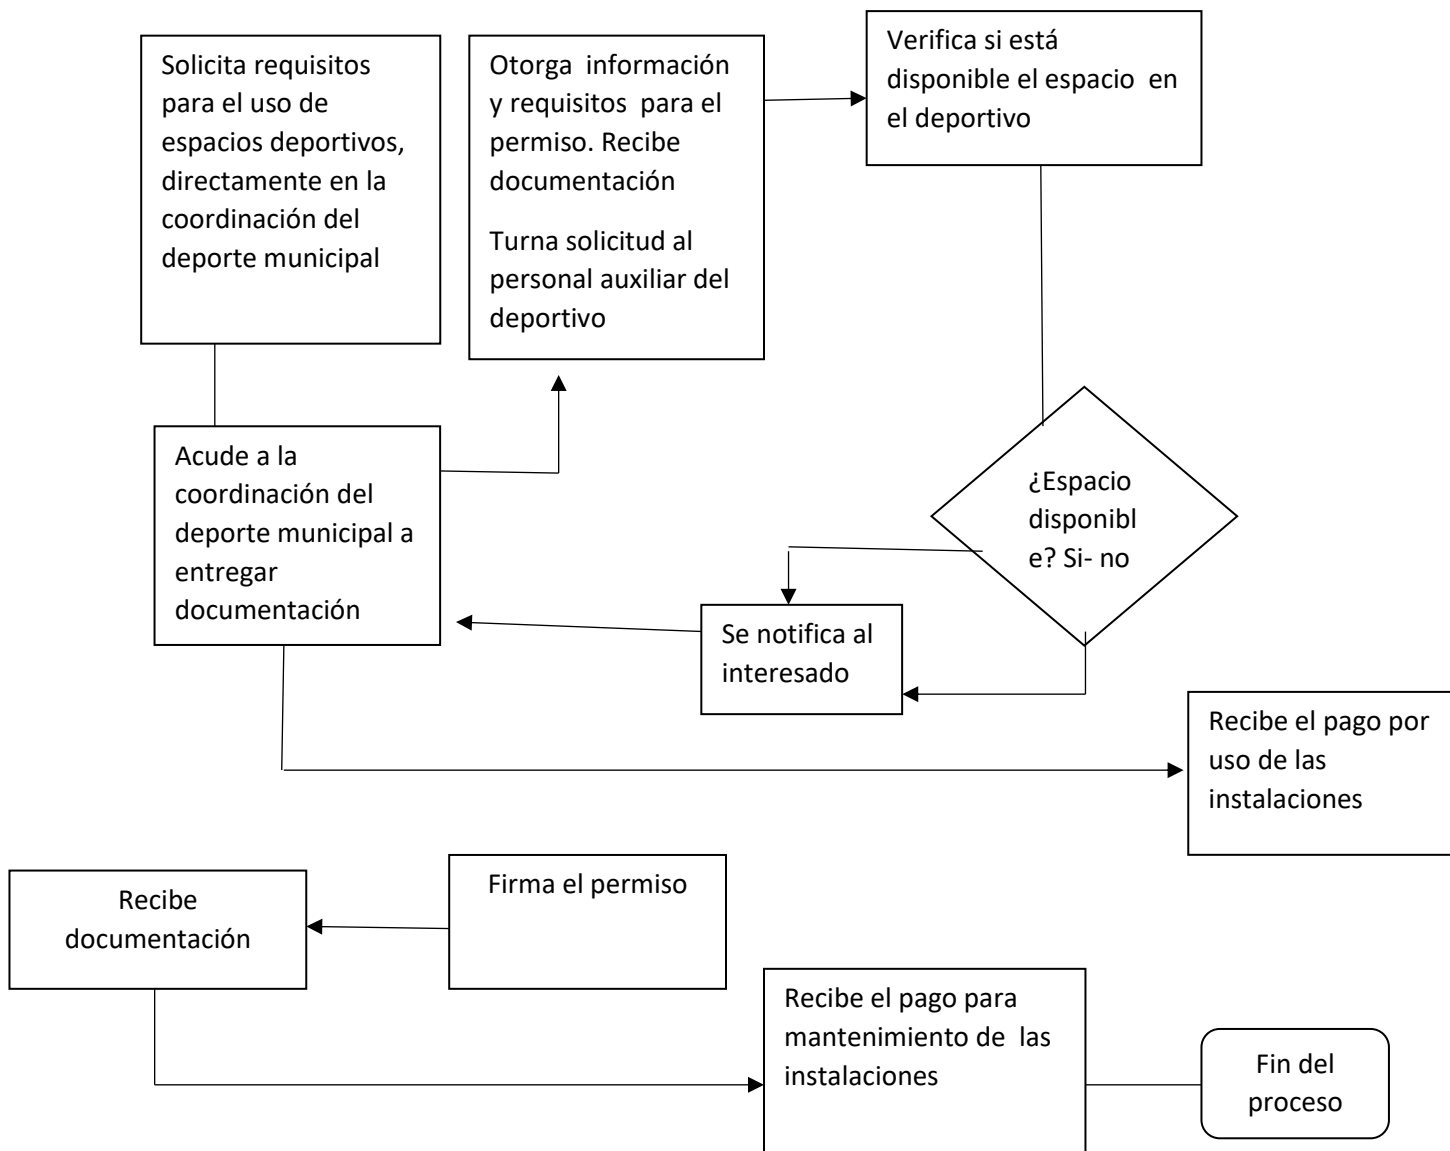 Solicita requisitos
para el uso de
espacios deportivos,
directamente en la
coordinación del
deporte municipal
Otorga información
y requisitos para el
permiso. Recibe
documentación
Turna solicitud al
personal auxiliar del
deportivo
Verifica si está
disponible el espacio en
el deportivo
Acude a la
coordinación del
deporte municipal a
entregar
documentación
¿Espacio
disponibl
e? Si- no
Se notifica al
interesado
Recibe el pago por
uso de las
instalaciones
Recibe
documentación
Firma el permiso
Recibe el pago para
mantenimiento de las
instalaciones
Fin del
proceso